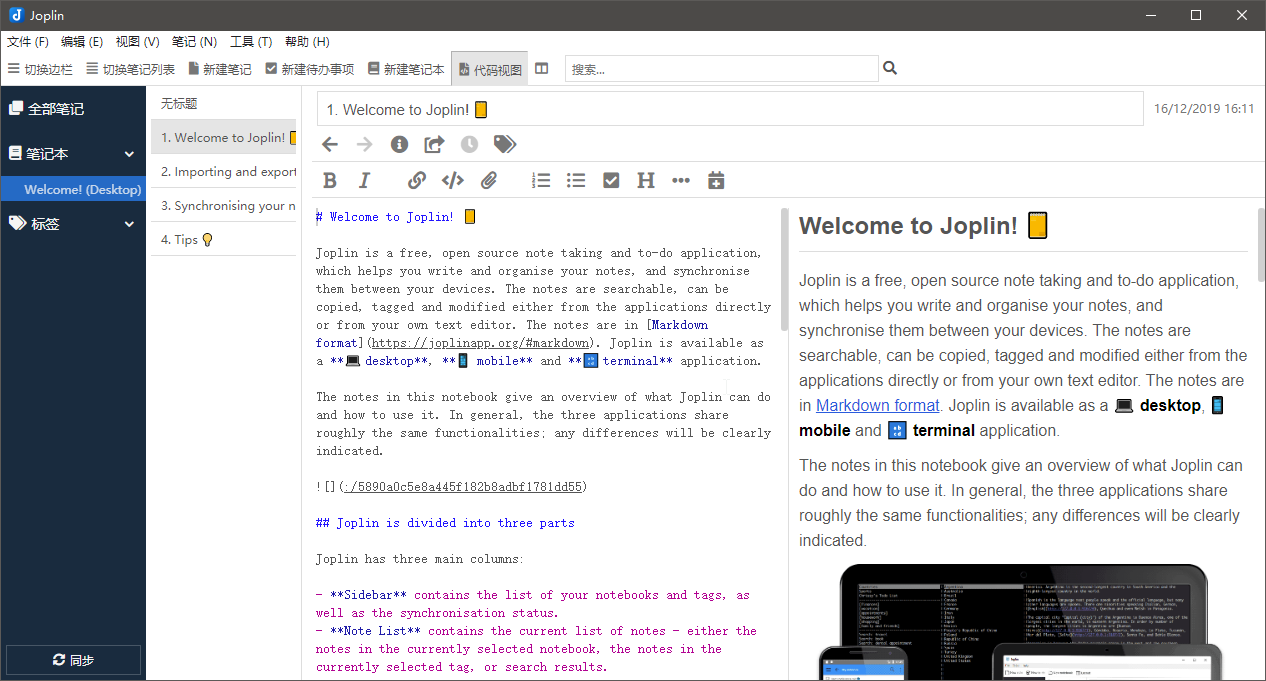 Joplin
文件 (F) 编辑 (E) 视图 (V) 笔记 (N) 工具 (T) 帮助 (H)
切换边栏 切换笔记列表 新建笔记 新建待办事项 新建笔记本 代码视图 搜索...
全部笔记
笔记本
Welcome! (Desktop)
标签
同步
无标题
1. Welcome to Joplin! 🗒️
2. Importing and export
3. Synchronising your n
4. Tips 💡
1. Welcome to Joplin! 🗒️ 16/12/2019 16:11
# Welcome to Joplin! 🗒️
Joplin is a free, open source note taking and to-do application,
which helps you write and organise your notes, and synchronise
them between your devices. The notes are searchable, can be
copied, tagged and modified either from the applications directly
or from your own text editor. The notes are in [Markdown
format](https://joplinapp.org/#markdown). Joplin is available as
a **💻 desktop**, **📱 mobile** and **🔡 terminal** application.
The notes in this notebook give an overview of what Joplin can do
and how to use it. In general, the three applications share
roughly the same functionalities; any differences will be clearly
indicated.
![](:/5890a0c5e8a445f182b8adbf1781dd55)
## Joplin is divided into three parts
Joplin has three main columns:
- **Sidebar** contains the list of your notebooks and tags, as
well as the synchronisation status.
- **Note List** contains the current list of notes - either the
notes in the currently selected notebook, the notes in the
currently selected tag, or search results.
Welcome to Joplin! 🗒️
Joplin is a free, open source note taking and to-do application,
which helps you write and organise your notes, and
synchronise them between your devices. The notes are
searchable, can be copied, tagged and modified either from the
applications directly or from your own text editor. The notes are
in Markdown format. Joplin is available as a 💻 desktop, 📱
mobile and 🔡 terminal application.
The notes in this notebook give an overview of what Joplin can
do and how to use it. In general, the three applications share
roughly the same functionalities; any differences will be clearly
indicated.